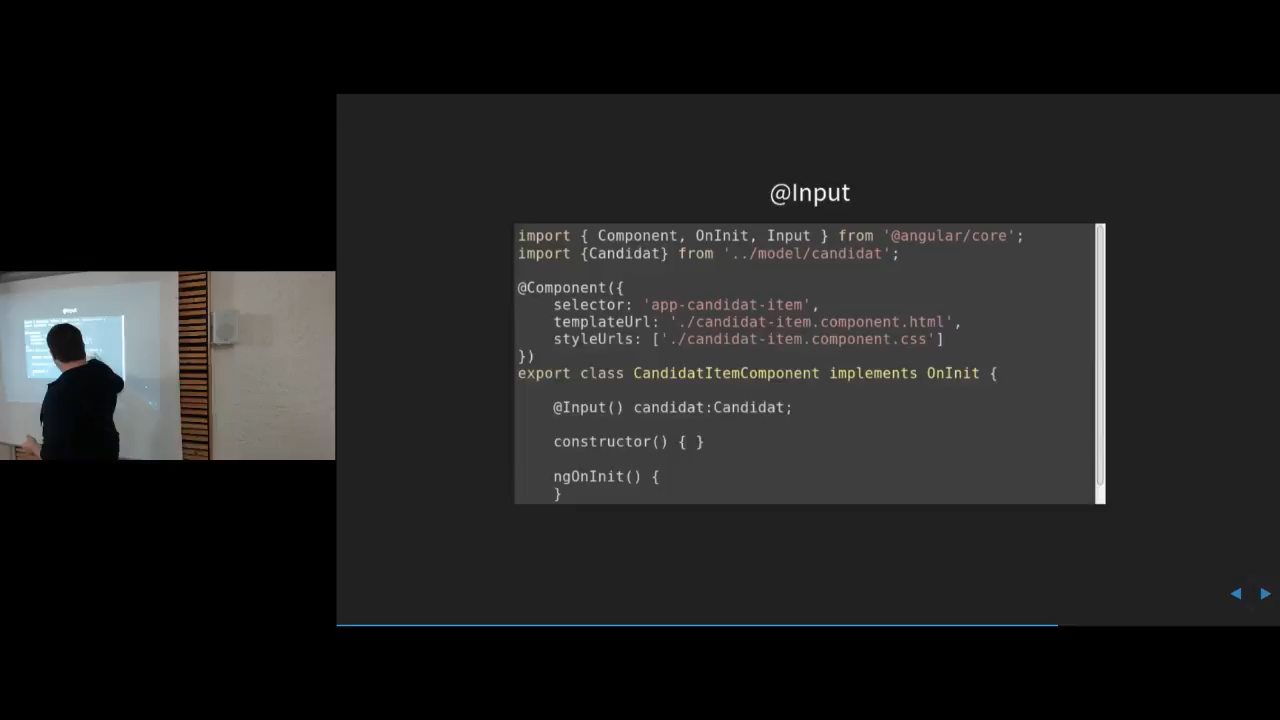 @Input
import { Component, OnInit, Input } from '@angular/core';
import {Candidat} from '../model/candidat';
@Component({
selector: 'app-candidat-item',
templateUrl: './candidat-item.component.html',
styleUrls: ['./candidat-item.component.css']
})
export class CandidatItemComponent implements OnInit {
@Input() candidat:Candidat;
constructor() { }
ngOnInit() {
}
@Input